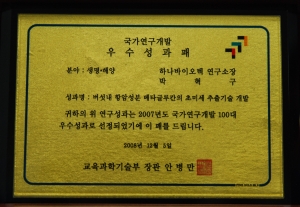 국가연구개발
우수성과패
분야 : 생명·해양
하나바이오텍 연구소장
박 혁 구
성과명 : 버섯내 항암성분 베타글루칸의 초미세 추출기술 개발
귀하의 위 연구성과는 2007년도 국가연구개발 100대
우수성과로 선정되었기에 이 패를 드립니다.
2008년 12월 5일
교육과학기술부 장관 안 병 만